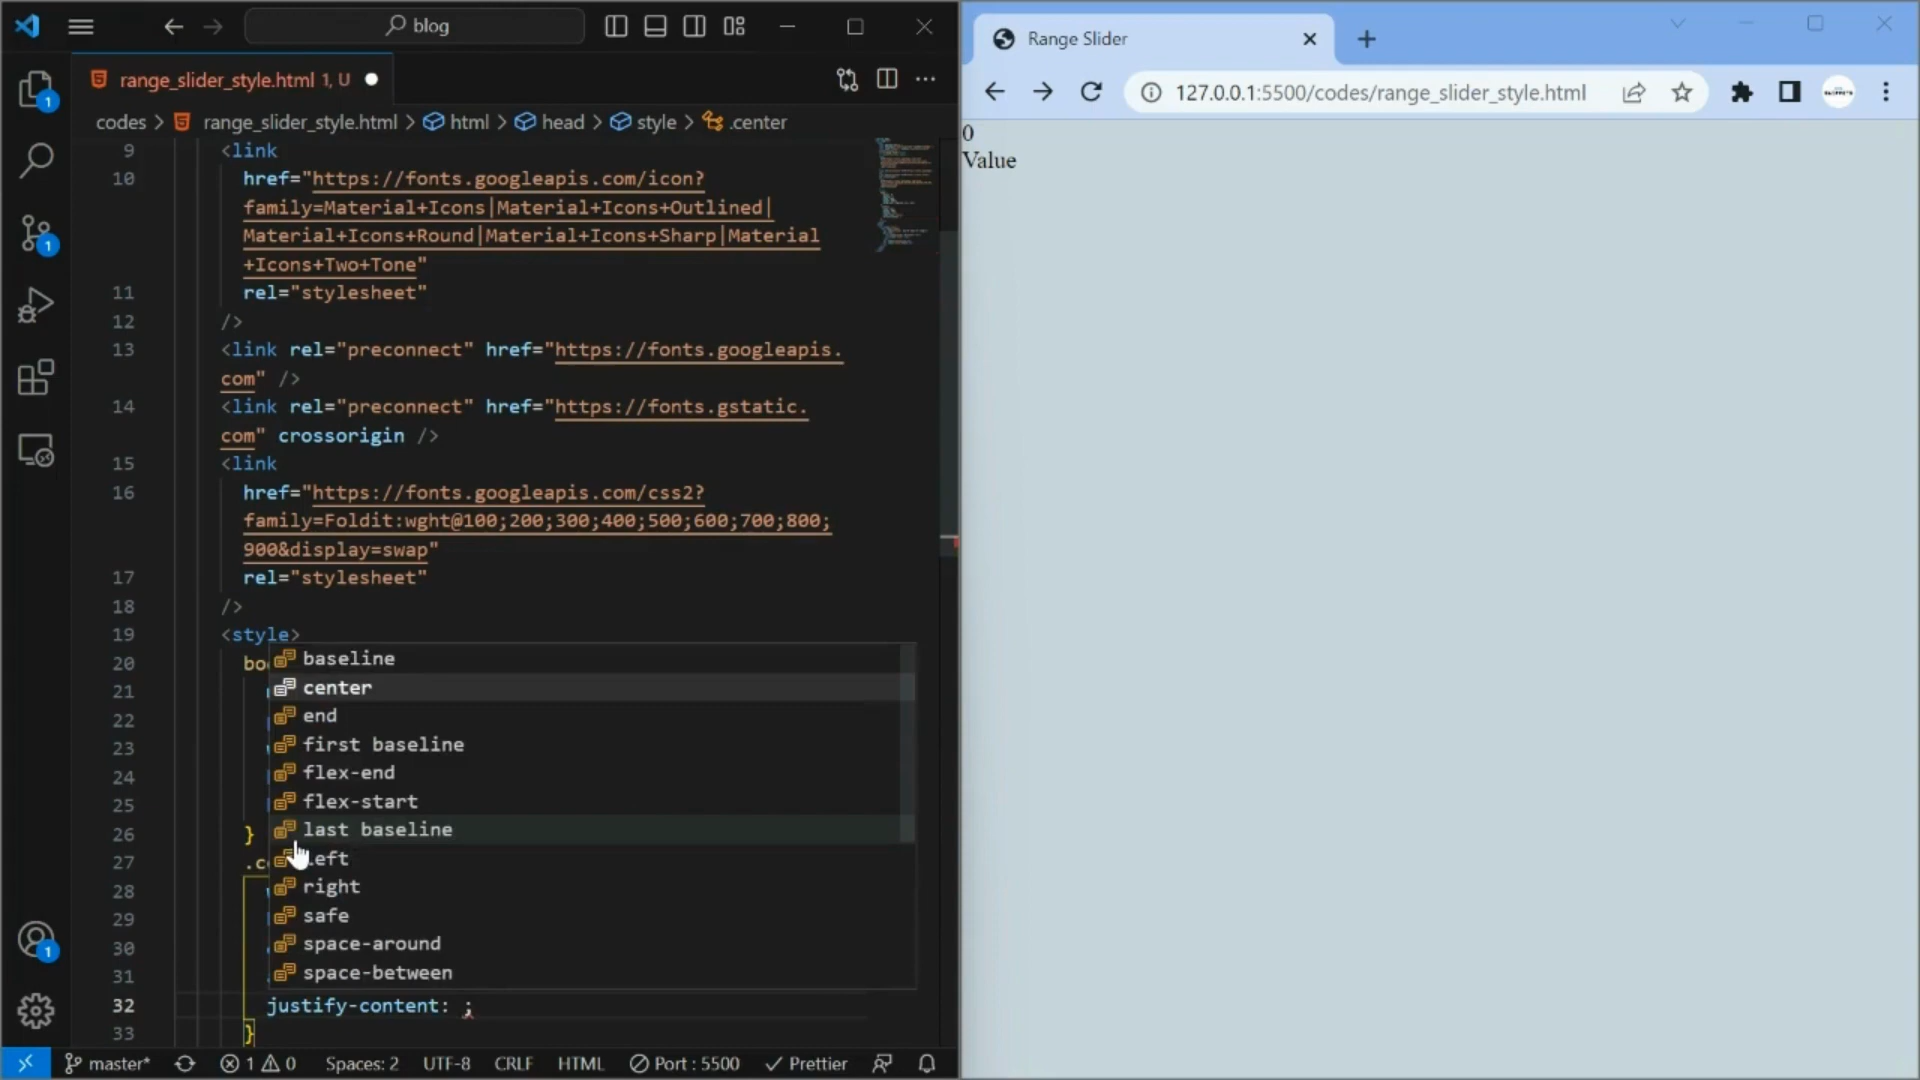 blog
range_slider_style.html 1, U
codes > range_slider_style.html > html > head > style > .center
9 <link
10 href="https://fonts.googleapis.com/icon?
family=Material+Icons|Material+Icons+Outlined|
Material+Icons+Round|Material+Icons+Sharp|Material
+Icons+Two+Tone"
11 rel="stylesheet"
12 />
13 <link rel="preconnect" href="https://fonts.googleapis.
com" />
14 <link rel="preconnect" href="https://fonts.gstatic.
com" crossorigin />
15 <link
16 href="https://fonts.googleapis.com/css2?
family=Foldit:wght@100;200;300;400;500;600;700;800;
900&display=swap"
17 rel="stylesheet"
18 />
19 <style>
20 bo
baseline
21
center
22
end
23
first baseline
24
flex-end
25
flex-start
26 }
last baseline
27 .c
left
28
right
29
safe
30
space-around
31
space-between
32 justify-content: ;
33 }
1
1
1
master* 1 0 Spaces: 2 UTF-8 CRLF HTML Port : 5500 Prettier
Range Slider
127.0.0.1:5500/codes/range_slider_style.html
0
Value